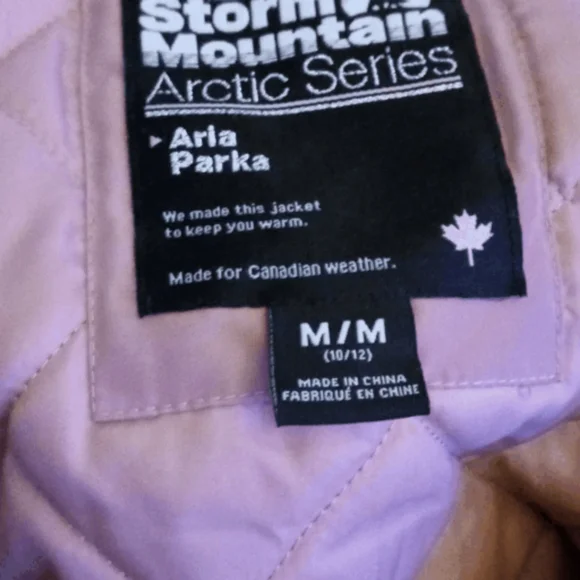 Mountain
Arctic Series
Aria
Parka
We made this jacket
to keep you warm.
Made for Canadian weather.
M/M
(10/12)
MADE IN CHINA
FABRIQUÉ EN CHINE